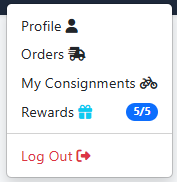 Profile
Orders
My Consignments
Rewards 5/5
Log Out